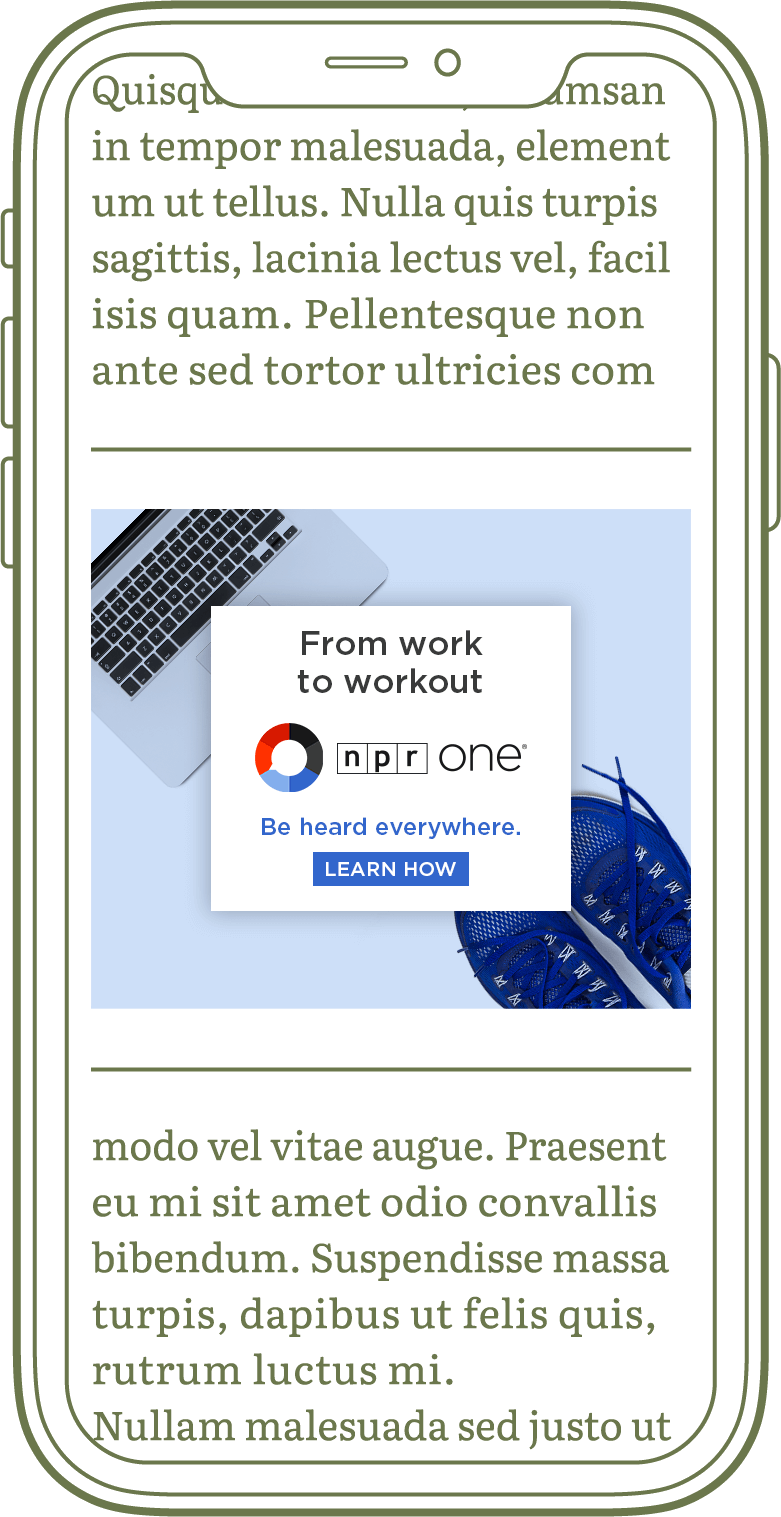 in tempor malesuada, element
um ut tellus. Nulla quis turpis
sagittis, lacinia lectus vel, facil
isis quam. Pellentesque non
ante sed tortor ultricies com
From work
to workout
npr one®
Be heard everywhere.
LEARN HOW
modo vel vitae augue. Praesent
eu mi sit amet odio convallis
bibendum. Suspendisse massa
turpis, dapibus ut felis quis,
rutrum luctus mi.
Nullam malesuada sed justo ut